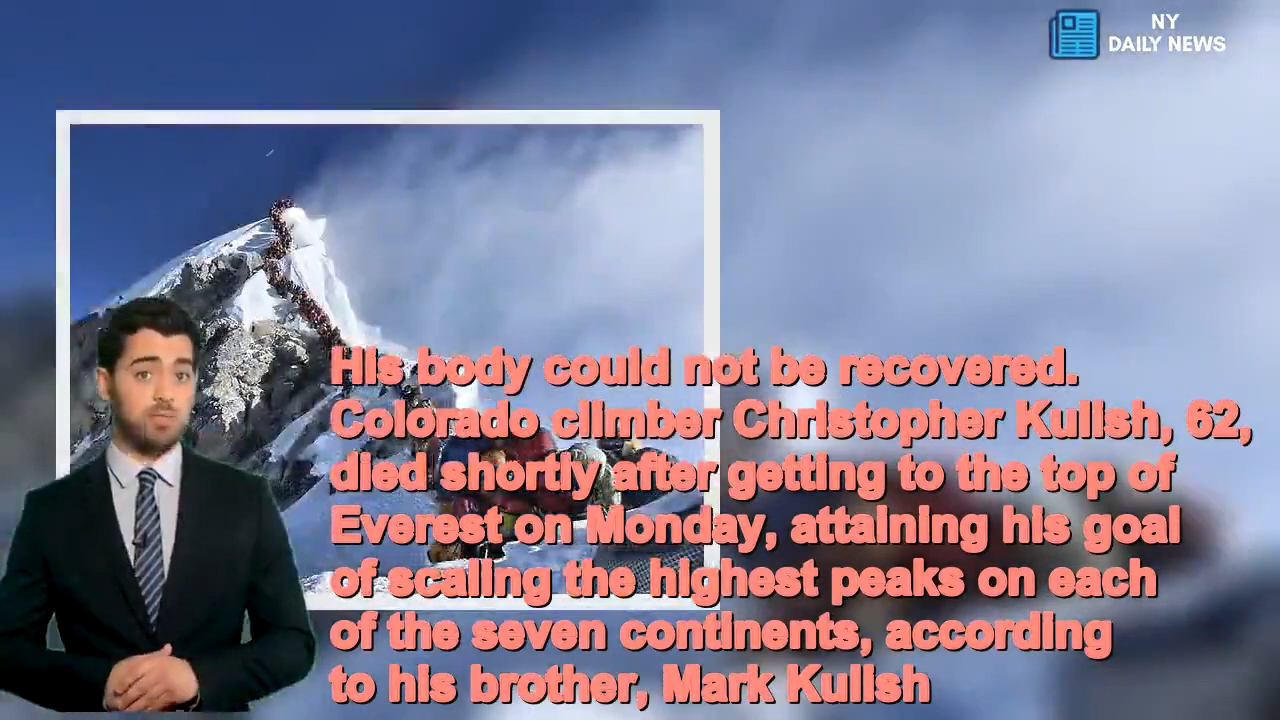 NY
DAILY NEWS
His body could not be recovered.
Colorado climber Christopher Kulish, 62,
died shortly after getting to the top of
Everest on Monday, attaining his goal
of scaling the highest peaks on each
of the seven continents, according
to his brother, Mark Kulish